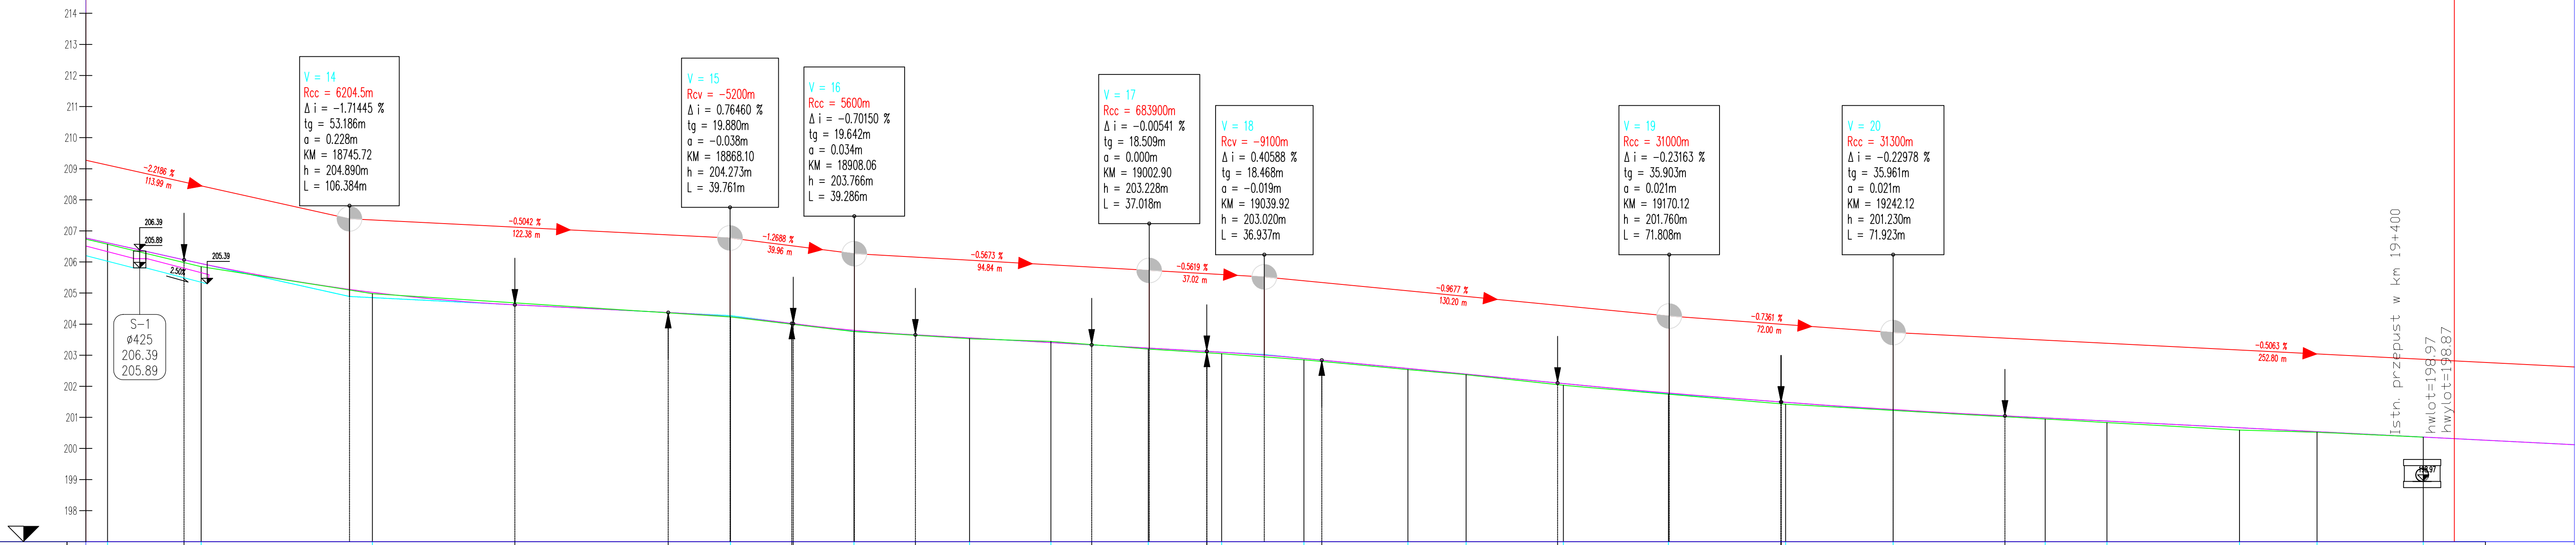 214
213
212
211
210
209
208
207
206
205
204
203
202
201
200
199
198
-2.2186 %
113.99 m
206.39
205.89
2.50%
205.39
S-1
ø425
206.39
205.89
V = 14
Rcc = 6204.5m
Δ i = -1.71445 %
tg = 53.186m
a = 0.228m
KM = 18745.72
h = 204.890m
L = 106.384m
-0.5042 %
122.38 m
V = 15
Rcv = -5200m
Δ i = 0.76460 %
tg = 19.880m
a = -0.038m
KM = 18868.10
h = 204.273m
L = 39.761m
-1.2688 %
39.96 m
V = 16
Rcc = 5600m
Δ i = -0.70150 %
tg = 19.642m
a = 0.034m
KM = 18908.06
h = 203.766m
L = 39.286m
-0.5673 %
94.84 m
V = 17
Rcc = 683900m
Δ i = -0.00541 %
tg = 18.509m
a = 0.000m
KM = 19002.90
h = 203.228m
L = 37.018m
-0.5619 %
37.02 m
V = 18
Rcv = -9100m
Δ i = 0.40588 %
tg = 18.468m
a = -0.019m
KM = 19039.92
h = 203.020m
L = 36.937m
-0.9677 %
130.20 m
V = 19
Rcc = 31000m
Δ i = -0.23163 %
tg = 35.903m
a = 0.021m
KM = 19170.12
h = 201.760m
L = 71.808m
-0.7361 %
72.00 m
V = 20
Rcc = 31300m
Δ i = -0.22978 %
tg = 35.961m
a = 0.021m
KM = 19242.12
h = 201.230m
L = 71.923m
-0.5063 %
252.80 m
Istn. przepust w km 19+400
hwlot=198.97
hwylot=198.87
198.97